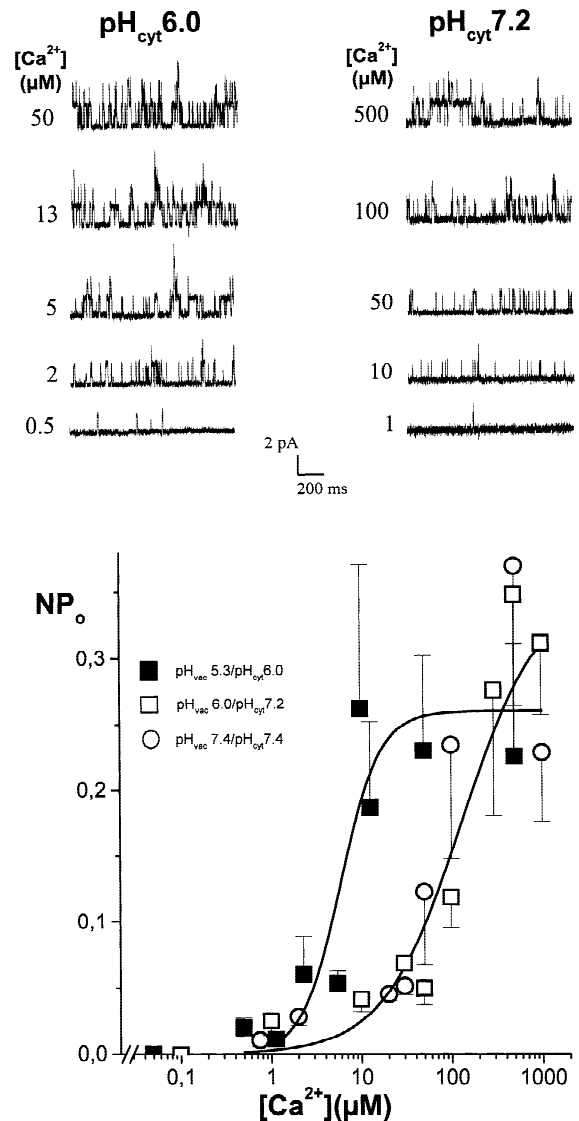 pHcyt6.0
pHcyt7.2
[Ca2+]
(μM)
50
13
5
2
0.5
[Ca2+]
(μM)
500
100
50
10
1
2 pA
200 ms
NPo
0,3
0,2
0,1
0,0
pHvac 5.3/pHcyt6.0
pHvac 6.0/pHcyt7.2
pHvac 7.4/pHcyt7.4
0,1
1
10
100
1000
[Ca2+](μM)